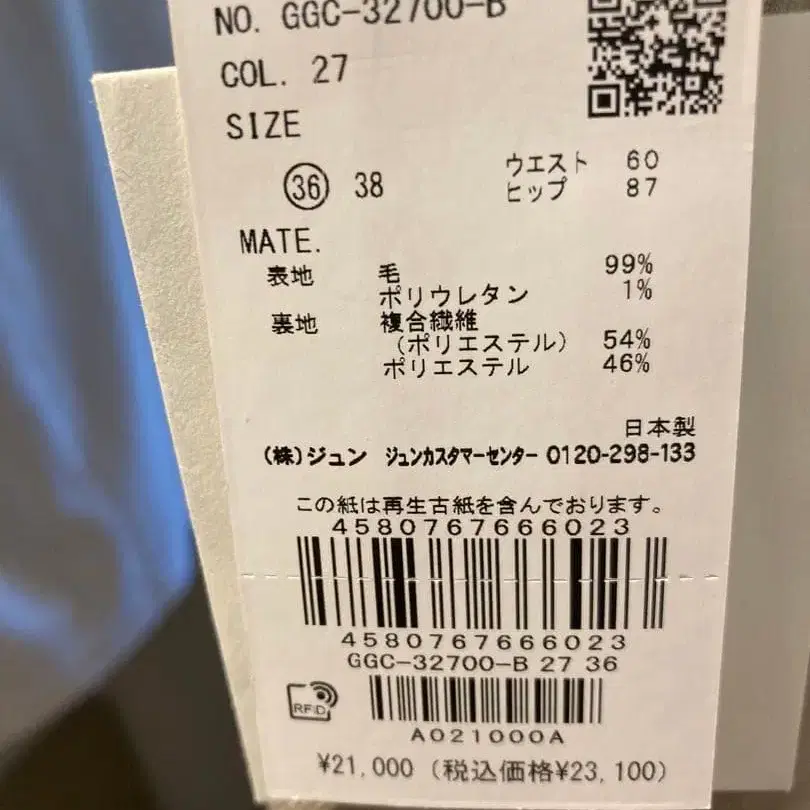 NO. GGC-32700-B
COL. 27
SIZE
36 38 ウエスト 60
ヒップ 87
MATE.
表地 毛 99%
ポリウレタン 1%
裏地 複合繊維
(ポリエステル) 54%
ポリエステル 46%
日本製
(株)ジュン ジュンカスタマーセンター 0120-298-133
この紙は再生古紙を含んでおります。
4580767666023
4580767666023
GGC-32700-B 27 36
RFID
A021000A
¥21,000 (税込価格¥23,100)